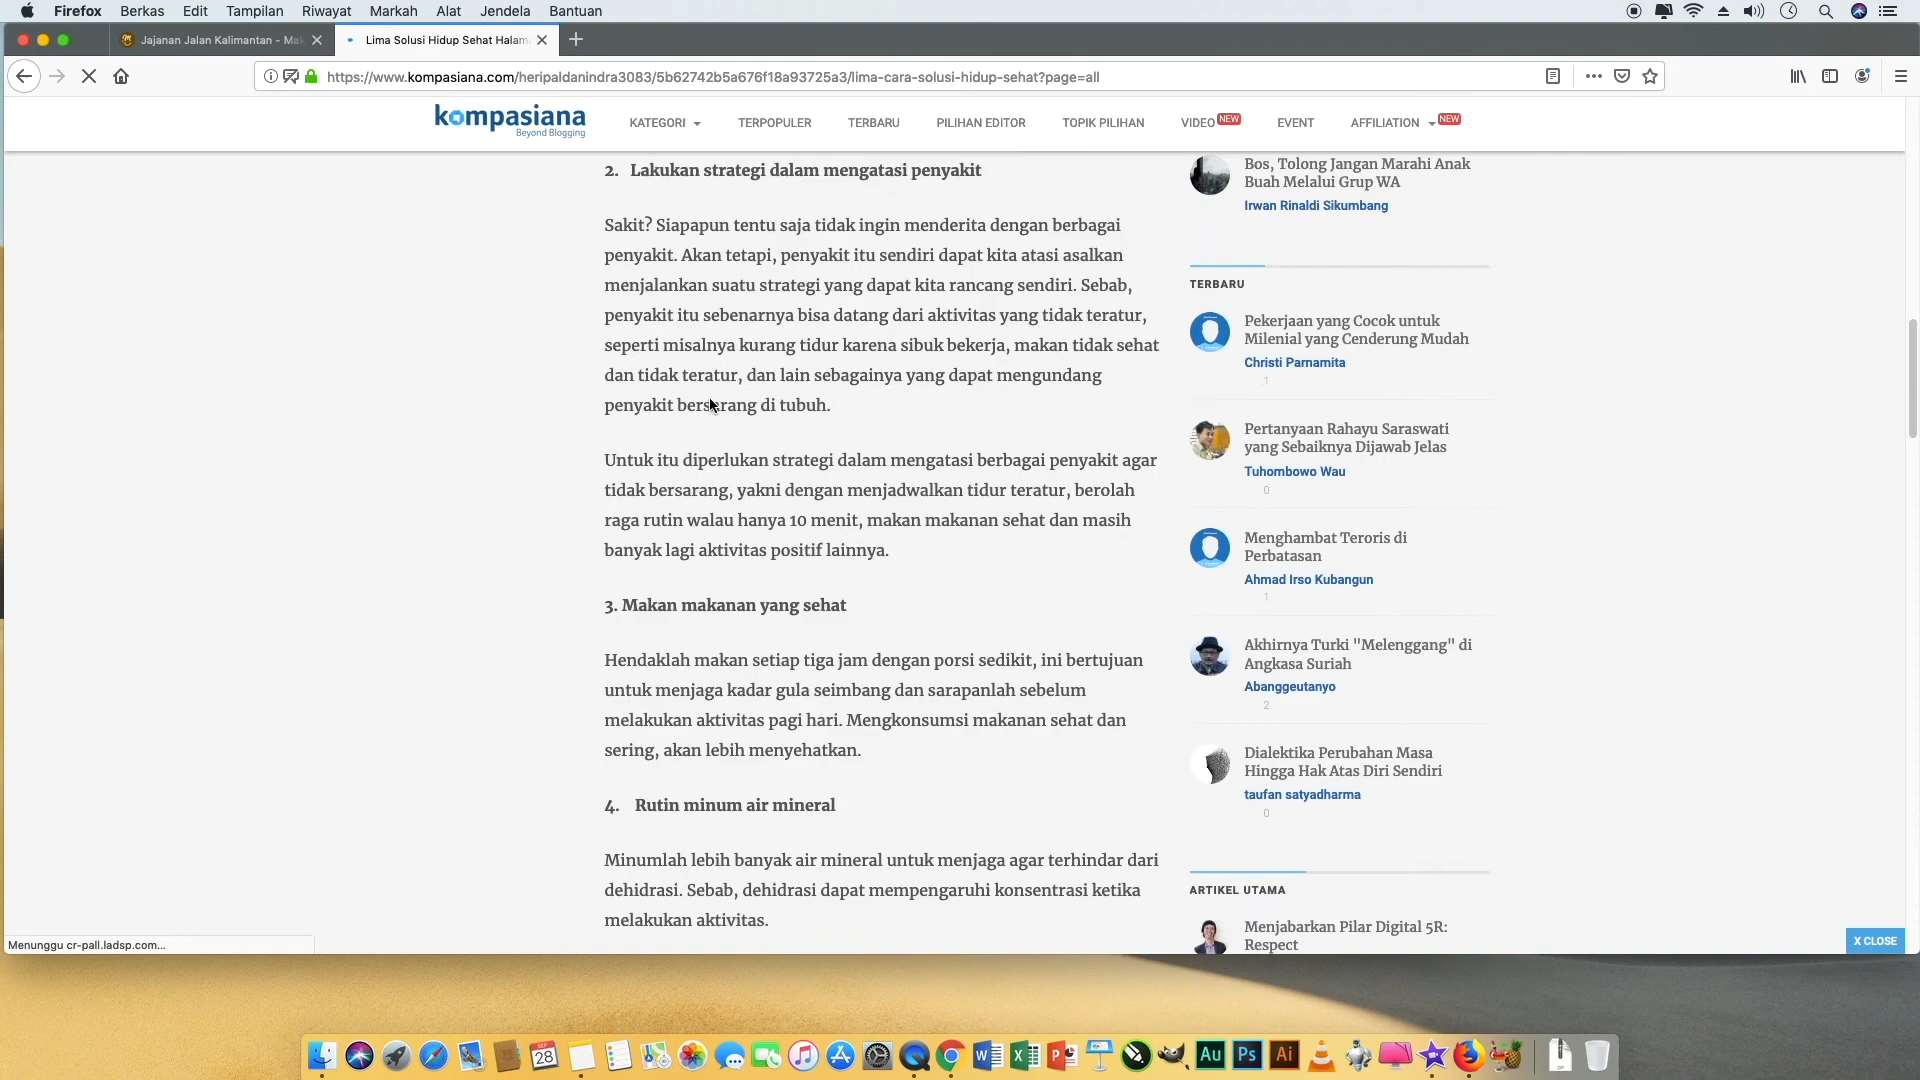 Firefox Berkas Edit Tampilan Riwayat Markah Alat Jendela Bantuan
Jajanan Jalan Kalimantan - Mak
Lima Solusi Hidup Sehat Halam
https://www.kompasiana.com/heripaldanindra3083/5b62742b5a676f18a93725a3/lima-cara-solusi-hidup-sehat?page=all
kompasiana
Beyond Blogging
KATEGORI TERPOPULER TERBARU PILIHAN EDITOR TOPIK PILIHAN VIDEO NEW EVENT AFFILIATION NEW
2. Lakukan strategi dalam mengatasi penyakit
Sakit? Siapapun tentu saja tidak ingin menderita dengan berbagai
penyakit. Akan tetapi, penyakit itu sendiri dapat kita atasi asalkan
menjalankan suatu strategi yang dapat kita rancang sendiri. Sebab,
penyakit itu sebenarnya bisa datang dari aktivitas yang tidak teratur,
seperti misalnya kurang tidur karena sibuk bekerja, makan tidak sehat
dan tidak teratur, dan lain sebagainya yang dapat mengundang
penyakit berserang di tubuh.
Untuk itu diperlukan strategi dalam mengatasi berbagai penyakit agar
tidak bersarang, yakni dengan menjadwalkan tidur teratur, berolah
raga rutin walau hanya 10 menit, makan makanan sehat dan masih
banyak lagi aktivitas positif lainnya.
3. Makan makanan yang sehat
Hendaklah makan setiap tiga jam dengan porsi sedikit, ini bertujuan
untuk menjaga kadar gula seimbang dan sarapanlah sebelum
melakukan aktivitas pagi hari. Mengkonsumsi makanan sehat dan
sering, akan lebih menyehatkan.
4. Rutin minum air mineral
Minumlah lebih banyak air mineral untuk menjaga agar terhindar dari
dehidrasi. Sebab, dehidrasi dapat mempengaruhi konsentrasi ketika
melakukan aktivitas.
Bos, Tolong Jangan Marahi Anak
Buah Melalui Grup WA
Irwan Rinaldi Sikumbang
TERBARU
Pekerjaan yang Cocok untuk
Milenial yang Cenderung Mudah
Christi Parnamita
1
Pertanyaan Rahayu Saraswati
yang Sebaiknya Dijawab Jelas
Tuhombowo Wau
0
Menghambat Teroris di
Perbatasan
Ahmad Irso Kubangun
1
Akhirnya Turki "Melenggang" di
Angkasa Suriah
Abanggeutanyo
2
Dialektika Perubahan Masa
Hingga Hak Atas Diri Sendiri
taufan satyadharma
0
ARTIKEL UTAMA
Menjabarkan Pilar Digital 5R:
Respect
X CLOSE
Menunggu cr-pall.ladsp.com...
SEP
28
Au
Ps
Ai